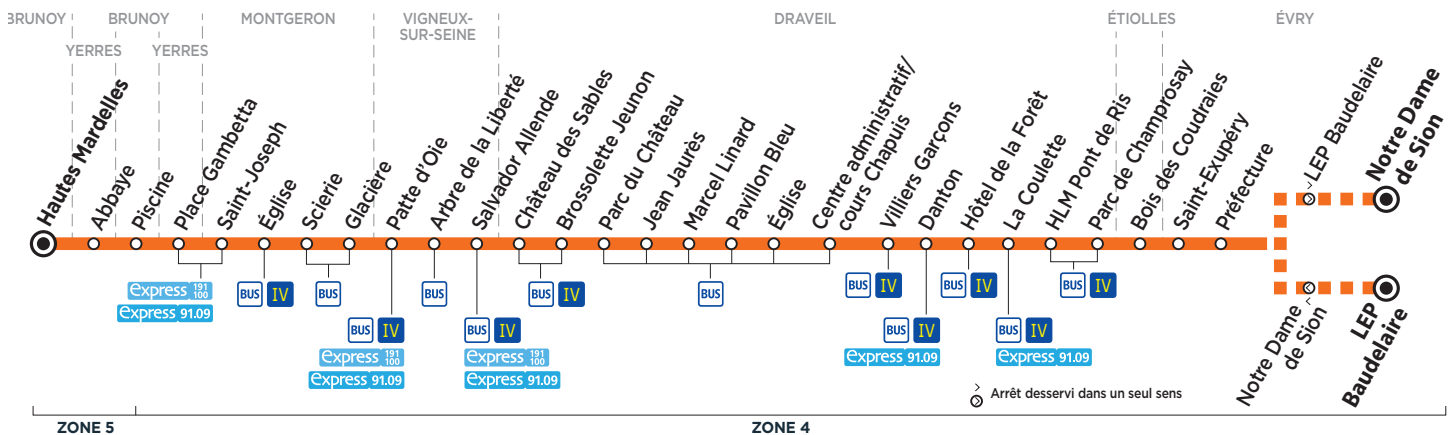 BRUNOY
BRUNOY
MONTGERON
VIGNEUX-
SUR-SEINE
DRAVEIL
ÉTIOLLES
ÉVRY
YERRES
YERRES
Hautes Mardelles
Abbaye
Piscine
Place Gambetta
Saint-Joseph
Église
Scierie
Glacière
Patte d'Oie
Arbre de la Liberté
Salvador Allende
Château des Sables
Brossolette Jeunon
Parc du Château
Jean Jaurès
Marcel Linard
Pavillon Bleu
Église
Centre administratif/
cours Chapuis
Villiers Garçons
Danton
Hôtel de la Forêt
La Coulette
HLM Pont de Ris
Parc de Champrosay
Bois des Coudraies
Saint-Exupéry
Préfecture
LEP Baudelaire
Notre Dame
de Sion
Notre Dame
de Sion
LEP
Baudelaire
express 191
100
express 91.09
BUS IV
BUS
BUS IV
express 191
100
express 91.09
BUS
BUS IV
express 191
100
express 91.09
BUS IV
BUS
BUS IV
BUS IV
express 91.09
BUS IV
BUS IV
express 91.09
BUS IV
Arrêt desservi dans un seul sens
ZONE 5
ZONE 4